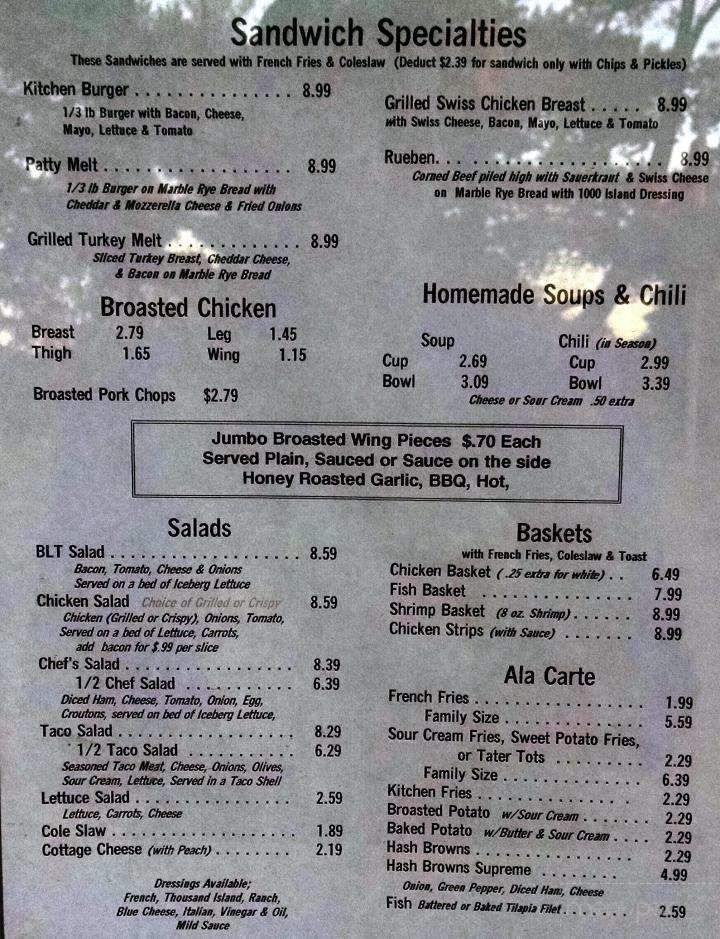 Sandwich Specialties
These Sandwiches are served with French Fries & Coleslaw (Deduct $2.39 for sandwich only with Chips & Pickles)
Kitchen Burger . . . . . . . . . . . . . 8.99
1/3 lb Burger with Bacon, Cheese,
Mayo, Lettuce & Tomato
Patty Melt . . . . . . . . . . . . . . . . . 8.99
1/3 lb Burger on Marble Rye Bread with
Cheddar & Mozzerella Cheese & Fried Onions
Grilled Turkey Melt . . . . . . . . . . . . 8.99
Sliced Turkey Breast, Cheddar Cheese,
& Bacon on Marble Rye Bread
Grilled Swiss Chicken Breast . . . . . 8.99
with Swiss Cheese, Bacon, Mayo, Lettuce & Tomato
Rueben. . . . . . . . . . . . . . . . . . . . 8.99
Corned Beef piled high with Sauerkraut & Swiss Cheese
on Marble Rye Bread with 1000 Island Dressing
Broasted Chicken
Breast 2.79 Leg 1.45
Thigh 1.65 Wing 1.15
Broasted Pork Chops $2.79
Homemade Soups & Chili
Soup Chili (in Season)
Cup 2.69 Cup 2.99
Bowl 3.09 Bowl 3.39
Cheese or Sour Cream .50 extra
Jumbo Broasted Wing Pieces $.70 Each
Served Plain, Sauced or Sauce on the side
Honey Roasted Garlic, BBQ, Hot,
Salads
BLT Salad . . . . . . . . . . . . . . . . . . 8.59
Bacon, Tomato, Cheese & Onions
Served on a bed of Iceberg Lettuce
Chicken Salad Choice of Grilled or Crispy 8.59
Chicken (Grilled or Crispy), Onions, Tomato,
Served on a bed of Lettuce, Carrots,
add bacon for $.99 per slice
Chef's Salad . . . . . . . . . . . . . . . . 8.39
1/2 Chef Salad . . . . . . . . . . 6.39
Diced Ham, Cheese, Tomato, Onion, Egg,
Croutons, served on bed of Iceberg Lettuce,
Taco Salad . . . . . . . . . . . . . . . . . 8.29
1/2 Taco Salad . . . . . . . . . . 6.29
Seasoned Taco Meat, Cheese, Onions, Olives,
Sour Cream, Lettuce, Served in a Taco Shell
Lettuce Salad . . . . . . . . . . . . . . . 2.59
Lettuce, Carrots, Cheese
Cole Slaw . . . . . . . . . . . . . . . . . 1.89
Cottage Cheese (with Peach) . . . . . . . . 2.19
Dressings Available;
French, Thousand Island, Ranch,
Blue Cheese, Italian, Vinegar & Oil,
Mild Sauce
Baskets
with French Fries, Coleslaw & Toast
Chicken Basket ( .25 extra for white) . . 6.49
Fish Basket . . . . . . . . . . . . . . . 7.99
Shrimp Basket (8 oz. Shrimp) . . . . . . 8.99
Chicken Strips (with Sauce) . . . . . . . 8.99
Ala Carte
French Fries . . . . . . . . . . . . . . . . . 1.99
Family Size . . . . . . . . . . . . . . 5.59
Sour Cream Fries, Sweet Potato Fries,
or Tater Tots . . . . . . . . . 2.29
Family Size . . . . . . . . . . . . . . 6.39
Kitchen Fries . . . . . . . . . . . . . . . . 2.29
Broasted Potato w/Sour Cream . . . . . . . 2.29
Baked Potato w/Butter & Sour Cream . . . . 2.29
Hash Browns . . . . . . . . . . . . . . . . 2.29
Hash Browns Supreme . . . . . . . . . . 4.99
Onion, Green Pepper, Diced Ham, Cheese
Fish Battered or Baked Tilapia Filet . . . . . . . 2.59